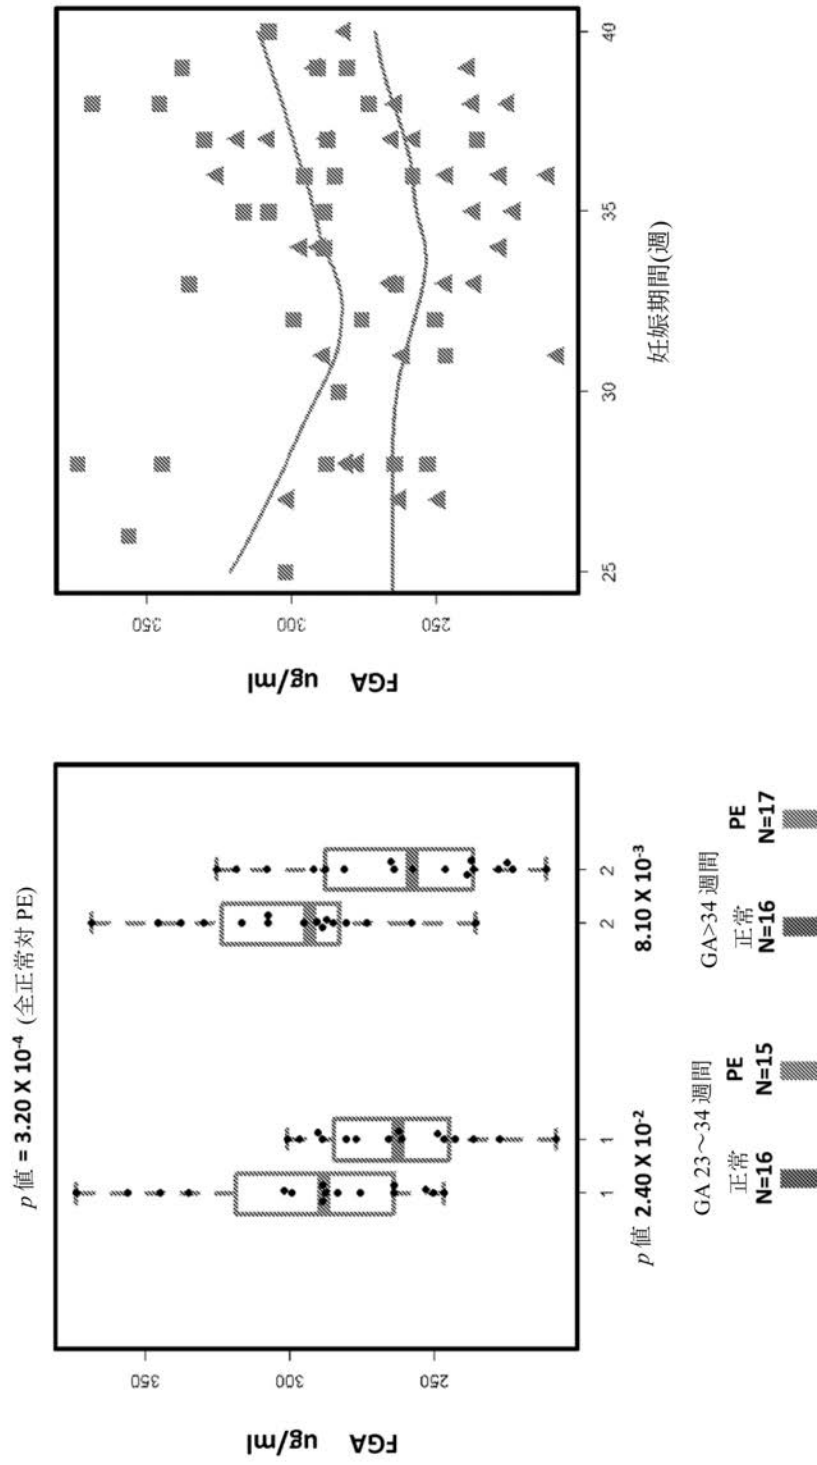 p 値 = 3.20 X 10-4 (全正常対 PE)
FGA ug/ml
350
300
250
1 1 2 2
p 値 2.40 X 10-2 8.10 X 10-3
GA 23～34 週間 GA>34 週間
正常 PE 正常 PE
N=16 N=15 N=16 N=17
FGA ug/ml
350
300
250
25 30 35 40
妊娠期間(週)